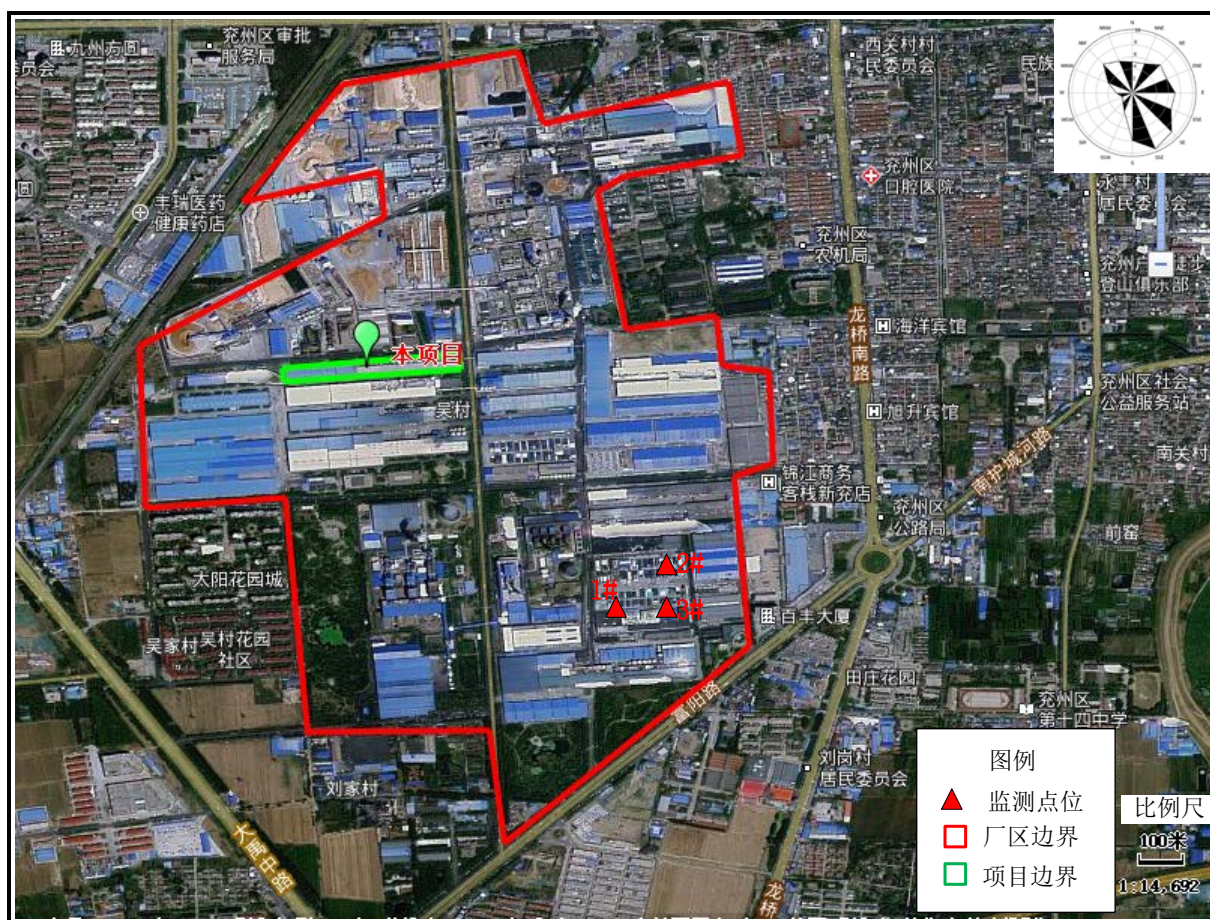 九州方圆
委员会
兖州区审批
服务局
西关村村
民委员会
民族
圆
丰瑞医药
健康药店
兖州区
口腔医院
永丰村
居民委员会
兖州区
农机局
登山俱乐部
龙桥南路
海洋宾馆
本项目
兖州区社会
公益服务站
吴村
旭升宾馆
南护城河路
南关村
锦江商务
客栈新兖店
兖州区
公路局
前窑
2#
太阳花园城
1#
3#
百丰大厦
吴家村
吴村花园
社区
田庄花园
富阳路
兖州区
第十四中学
刘家村
刘岗村
居民委员会
大禹中路
龙桥
图例
监测点位
厂区边界
项目边界
比例尺
100米
1:14,692